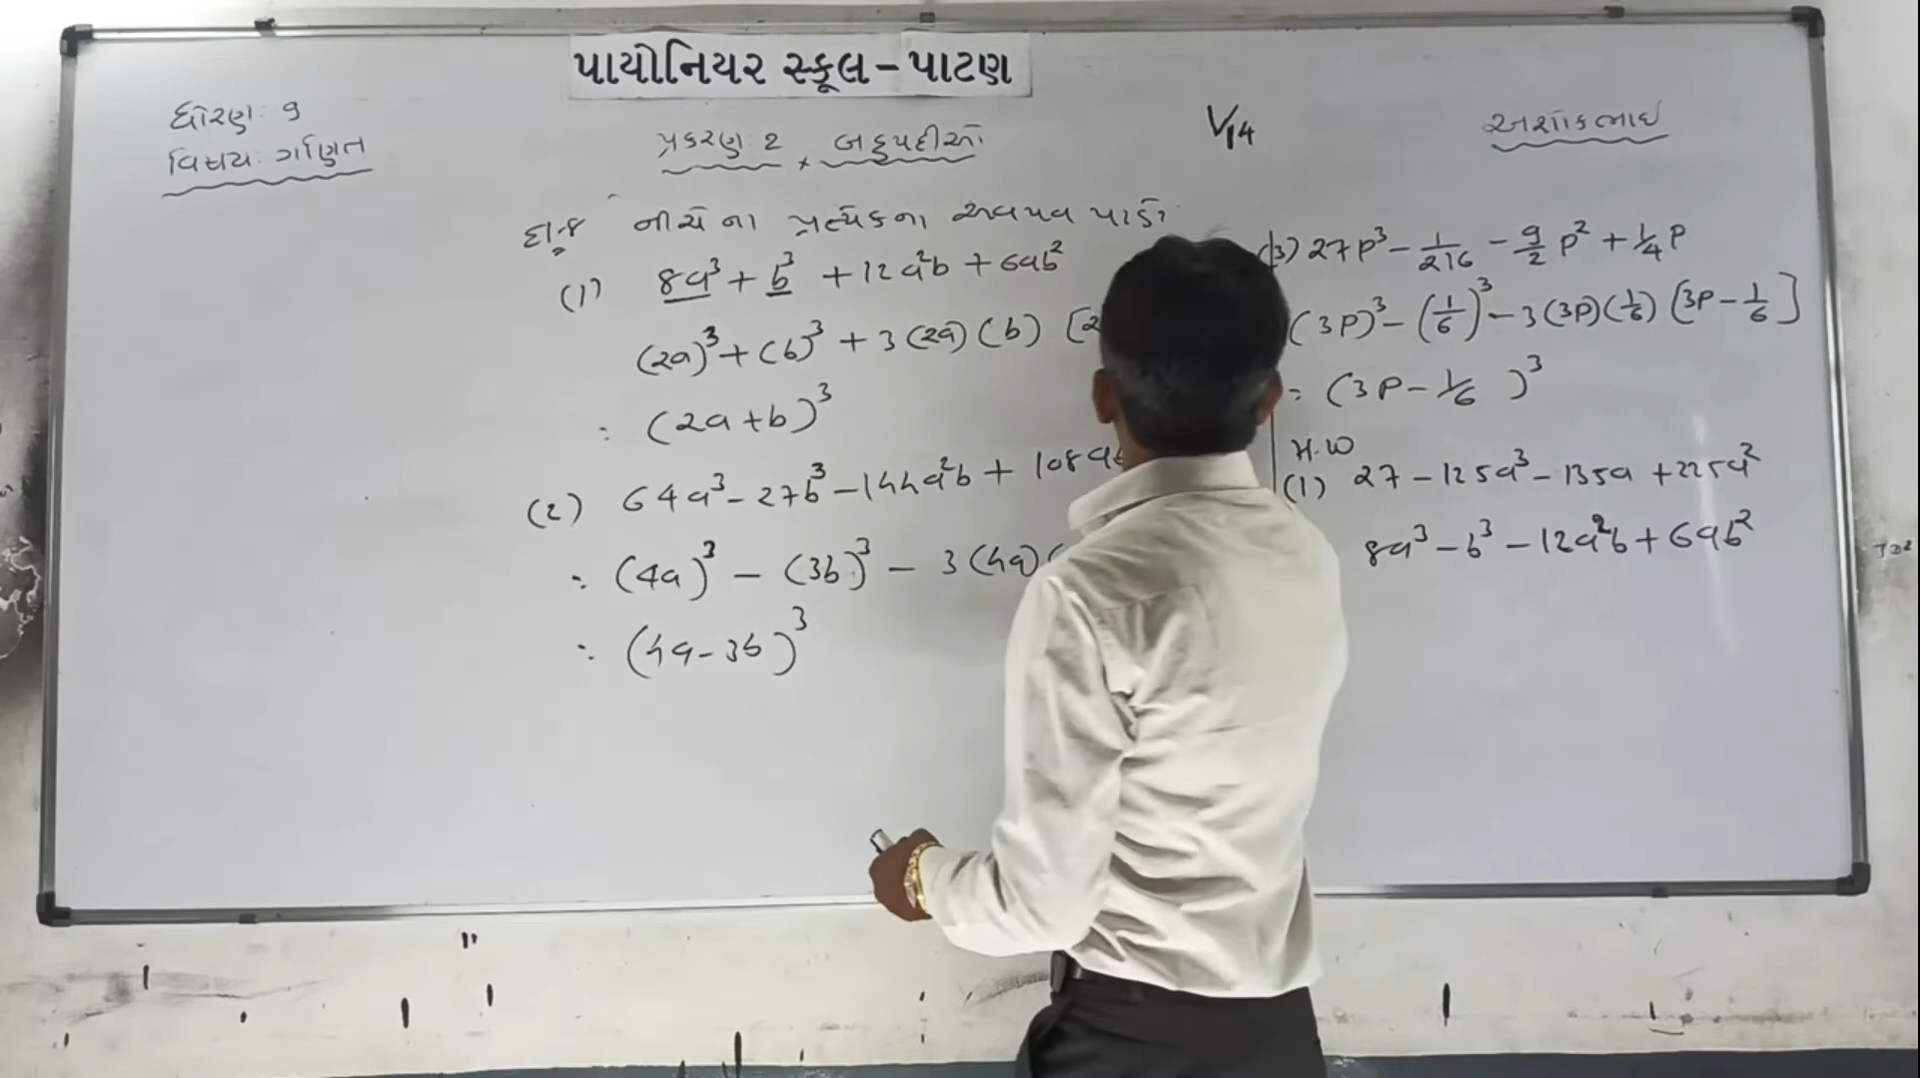 પાયોનિયર સ્કૂલ - પાટણ
ધોરણ: 9
વિષય: ગણિત
પ્રકરણ: 2 x બહુપદીઓ
V/14
અશોકભાઇ
દા.8 નીચેના પ્રત્યેકના અવયવ પાડો.
(1) 8a³ + b³ + 12a²b + 6ab²
(2a)³ + (b)³ + 3(2a)(b) [2
= (2a+b)³
(2) 64a³ - 27b³ - 144a²b + 108a
= (4a)³ - (3b)³ - 3(4a)(
= (4a-3b)³
(3) 27p³ - 1/216 - 9/2 p² + 1/4 p
(3p)³ - (1/6)³ - 3(3p)(1/6) [3p - 1/6]
= (3p - 1/6)³
H.W
(1) 27 - 125a³ - 135a + 225a²
8a³ - b³ - 12a²b + 6ab²